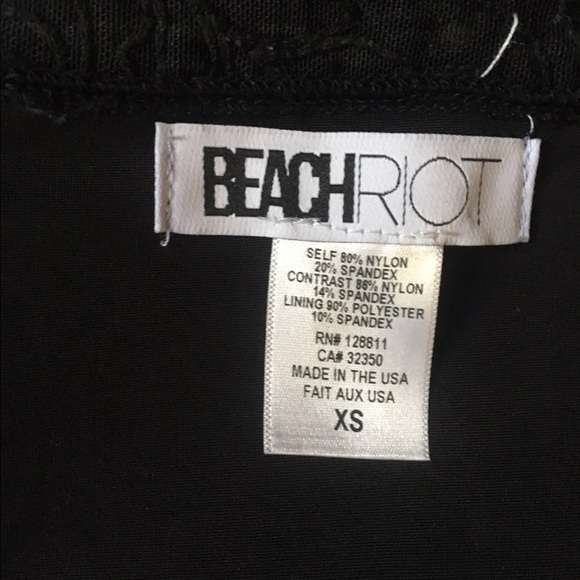 BEACHRIOT
SELF 80% NYLON
20% SPANDEX
CONTRAST 86% NYLON
14% SPANDEX
LINING 90% POLYESTER
10% SPANDEX
RN# 128811
CA# 32350
MADE IN THE USA
FAIT AUX USA
XS